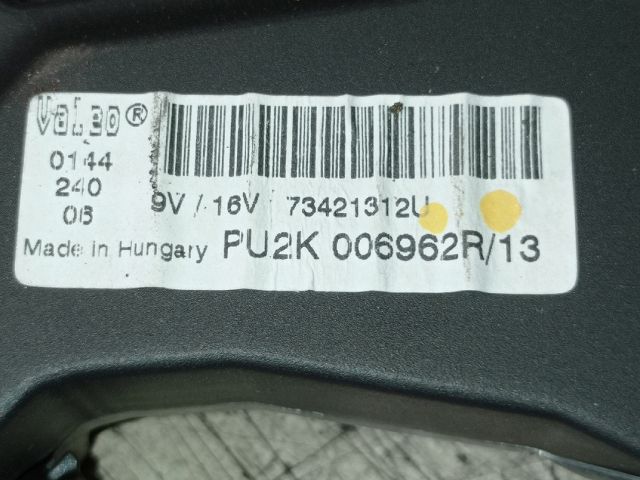 Valeo®
0144
240
06
9V / 16V 73421312U
Made in Hungary PU2K 006962R/13